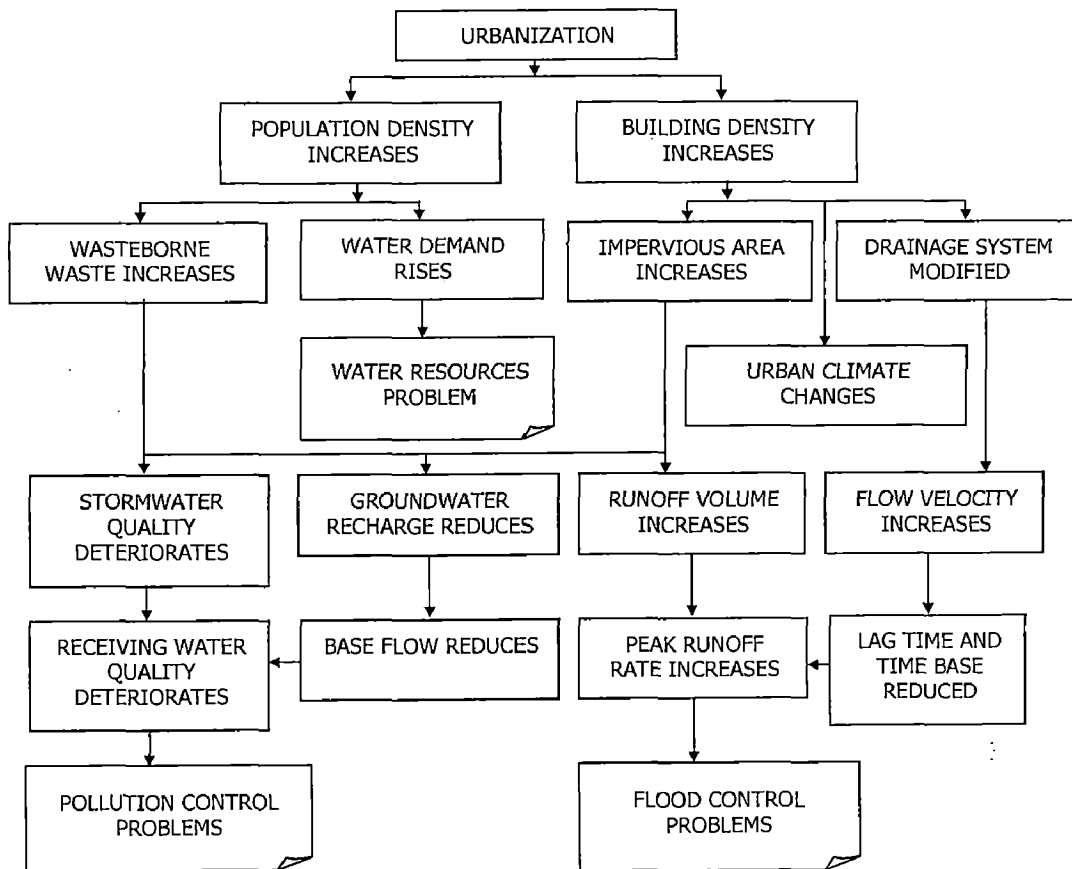 URBANIZATION
POPULATION DENSITY
INCREASES
BUILDING DENSITY
INCREASES
WASTEBORNE
WASTE INCREASES
WATER DEMAND
RISES
IMPERVIOUS AREA
INCREASES
DRAINAGE SYSTEM
MODIFIED
WATER RESOURCES
PROBLEM
URBAN CLIMATE
CHANGES
STORMWATER
QUALITY
DETERIORATES
GROUNDWATER
RECHARGE REDUCES
RUNOFF VOLUME
INCREASES
FLOW VELOCITY
INCREASES
RECEIVING WATER
QUALITY
DETERIORATES
BASE FLOW REDUCES
PEAK RUNOFF
RATE INCREASES
LAG TIME AND
TIME BASE
REDUCED
POLLUTION CONTROL
PROBLEMS
FLOOD CONTROL
PROBLEMS